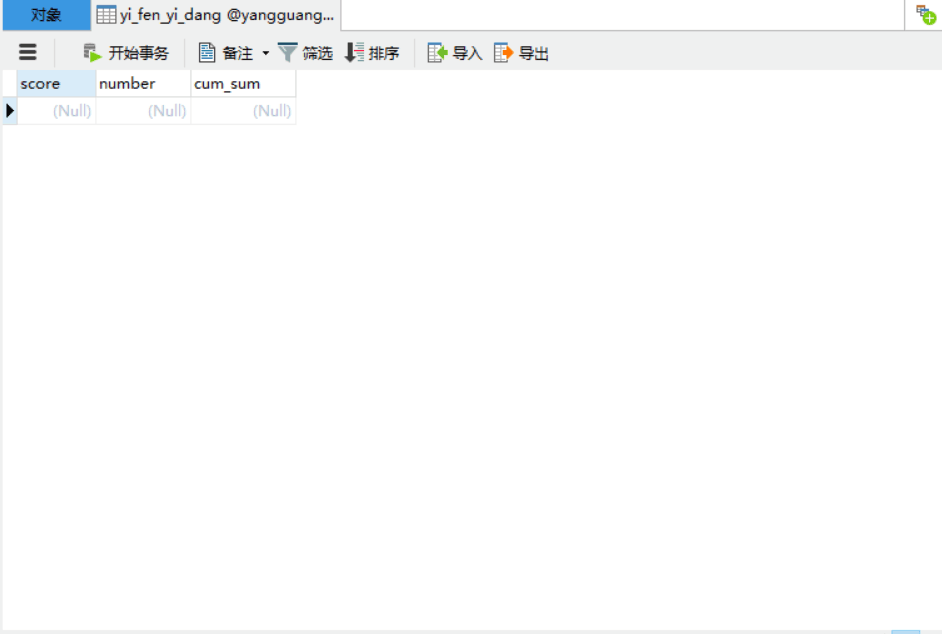 对象 yi_fen_yi_dang @yangguang...
开始事务 备注 筛选 排序 导入 导出
score number cum_sum
(Null) (Null) (Null)